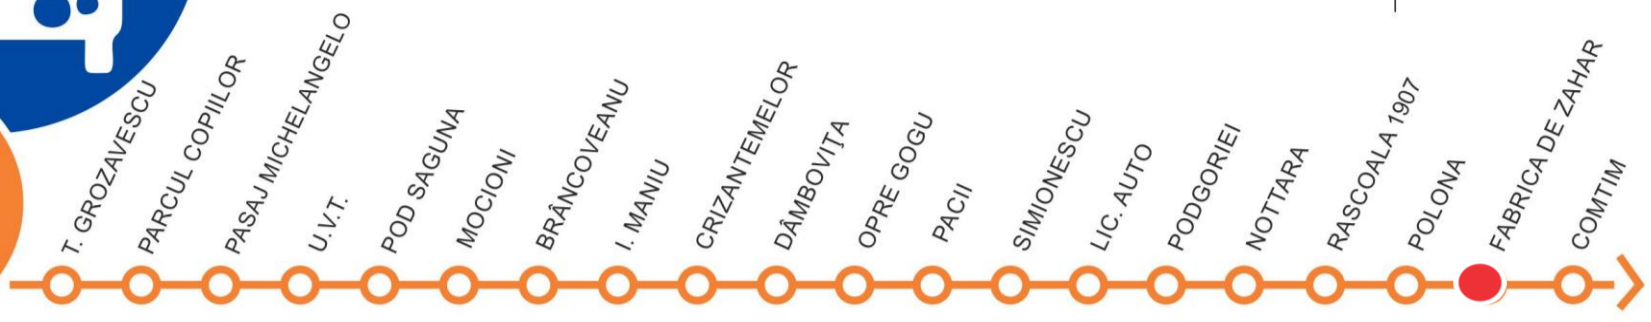 T. GROZAVESCU
PARCUL COPIILOR
PASAJ MICHELANGELO
U.V.T.
POD SAGUNA
MOCIONI
BRÂNCOVEANU
I. MANIU
CRIZANTEMELOR
DÂMBOVIŢA
OPRE GOGU
PACII
SIMIONESCU
LIC. AUTO
PODGORIEI
NOTTARA
RASCOALA 1907
POLONA
FABRICA DE ZAHAR
COMTIM